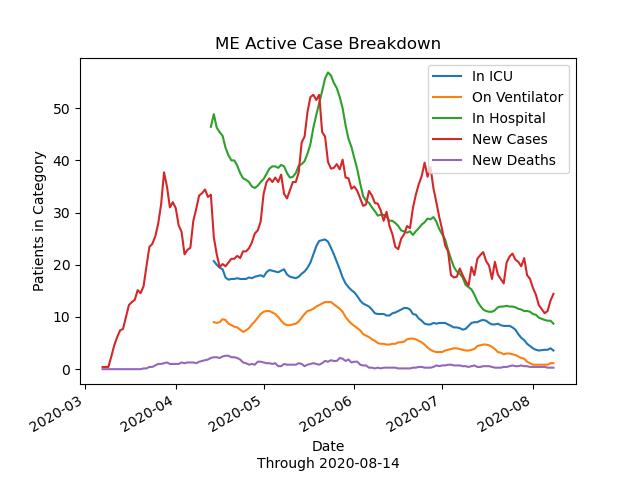 ME Active Case Breakdown
In ICU
On Ventilator
In Hospital
New Cases
New Deaths
Patients in Category
50
40
30
20
10
0
2020-03
2020-04
2020-05
2020-06
2020-07
2020-08
Date
Through 2020-08-14